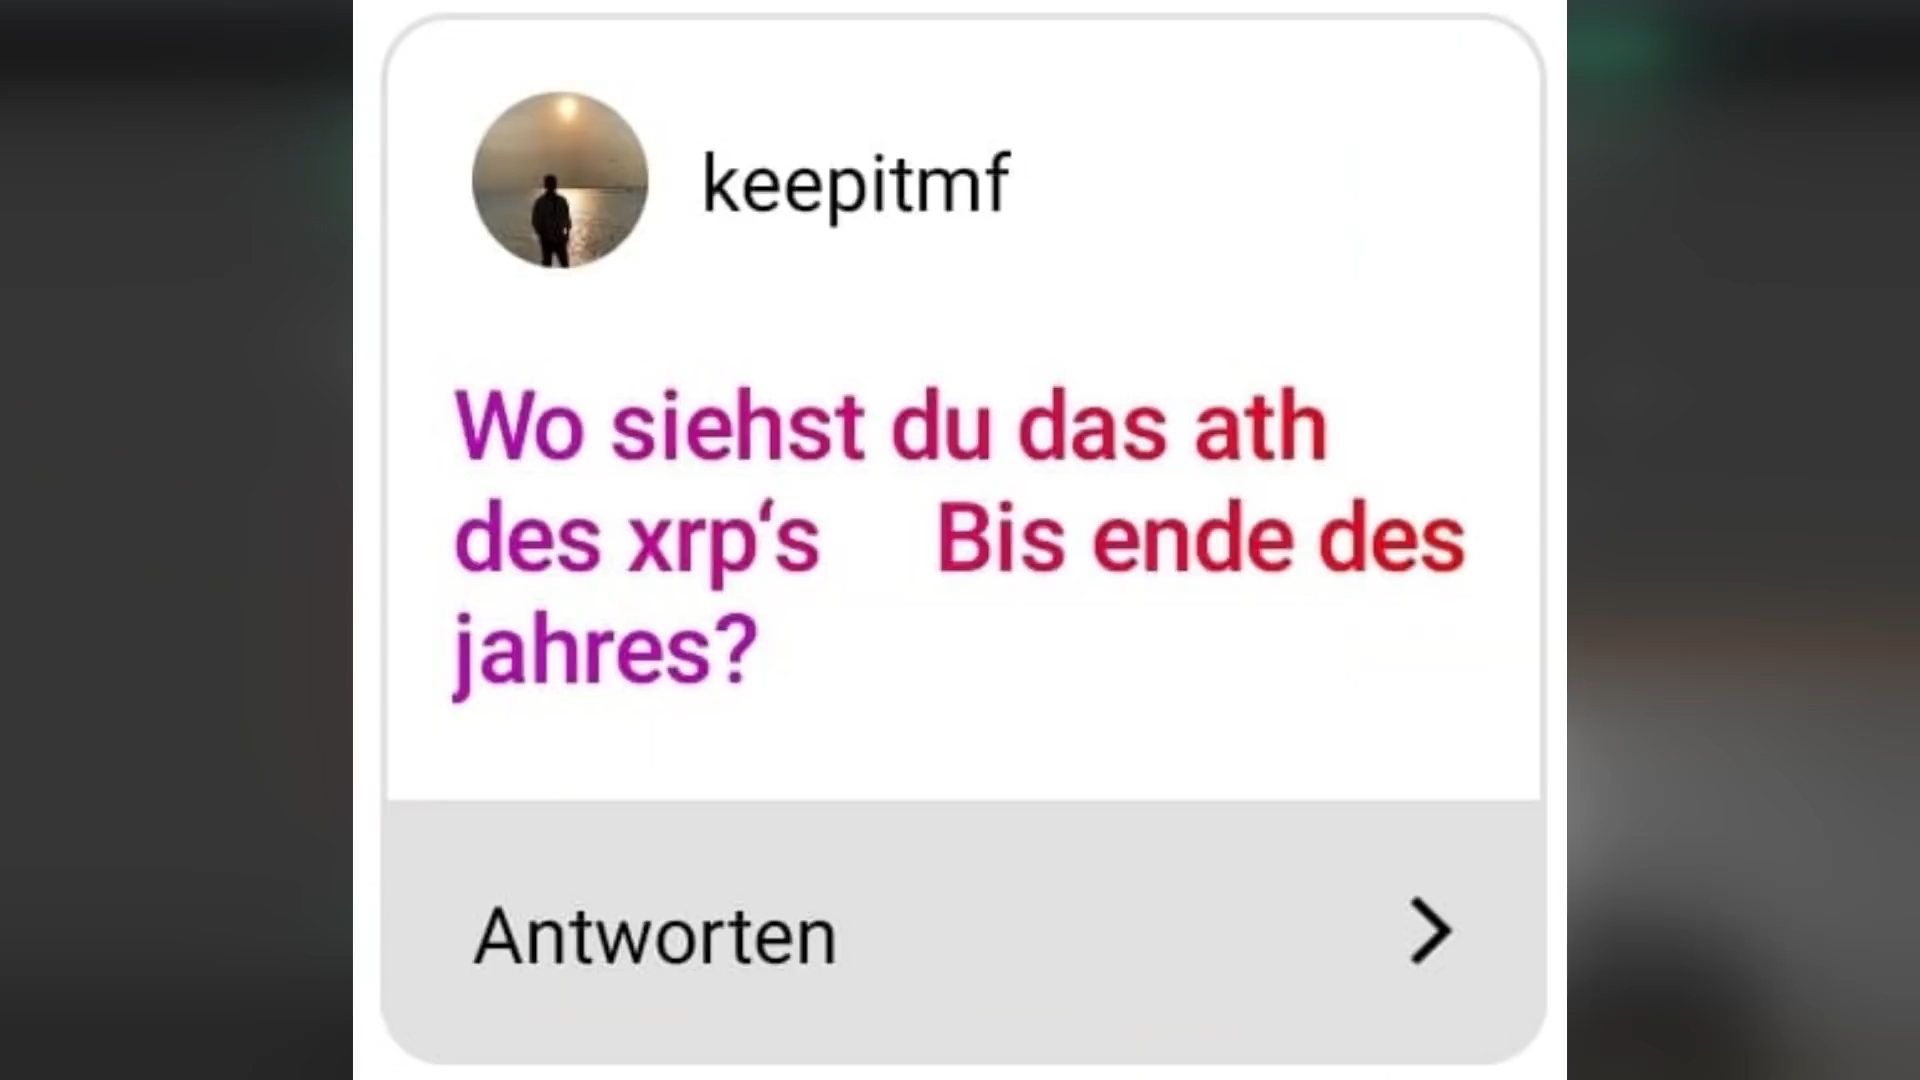 keepitmf
Wo siehst du das ath
des xrp‘s Bis ende des
jahres?
Antworten